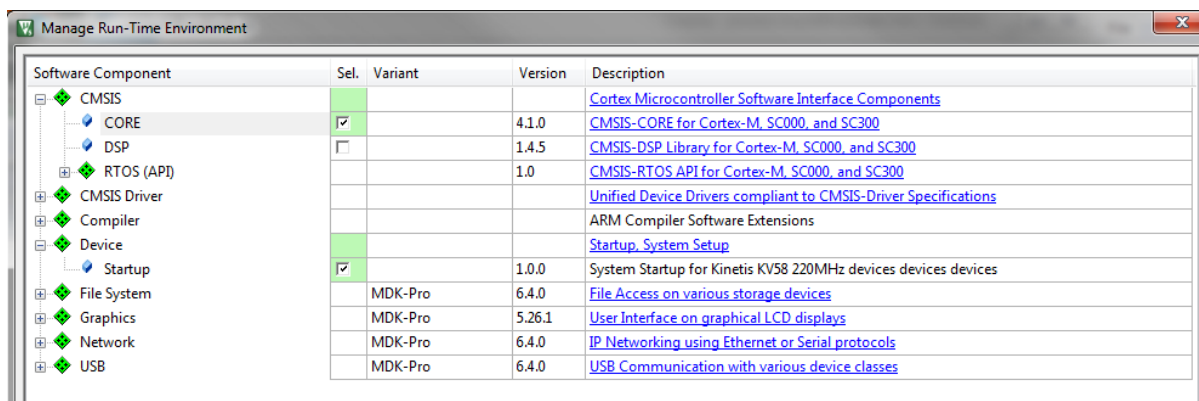 Manage Run-Time Environment
Software Component Sel. Variant Version Description
CMSIS Cortex Microcontroller Software Interface Components
CORE 4.1.0 CMSIS-CORE for Cortex-M, SC000, and SC300
DSP 1.4.5 CMSIS-DSP Library for Cortex-M, SC000, and SC300
RTOS (API) 1.0 CMSIS-RTOS API for Cortex-M, SC000, and SC300
CMSIS Driver Unified Device Drivers compliant to CMSIS-Driver Specifications
Compiler ARM Compiler Software Extensions
Device Startup, System Setup
Startup 1.0.0 System Startup for Kinetis KV58 220MHz devices devices devices
File System MDK-Pro 6.4.0 File Access on various storage devices
Graphics MDK-Pro 5.26.1 User Interface on graphical LCD displays
Network MDK-Pro 6.4.0 IP Networking using Ethernet or Serial protocols
USB MDK-Pro 6.4.0 USB Communication with various device classes